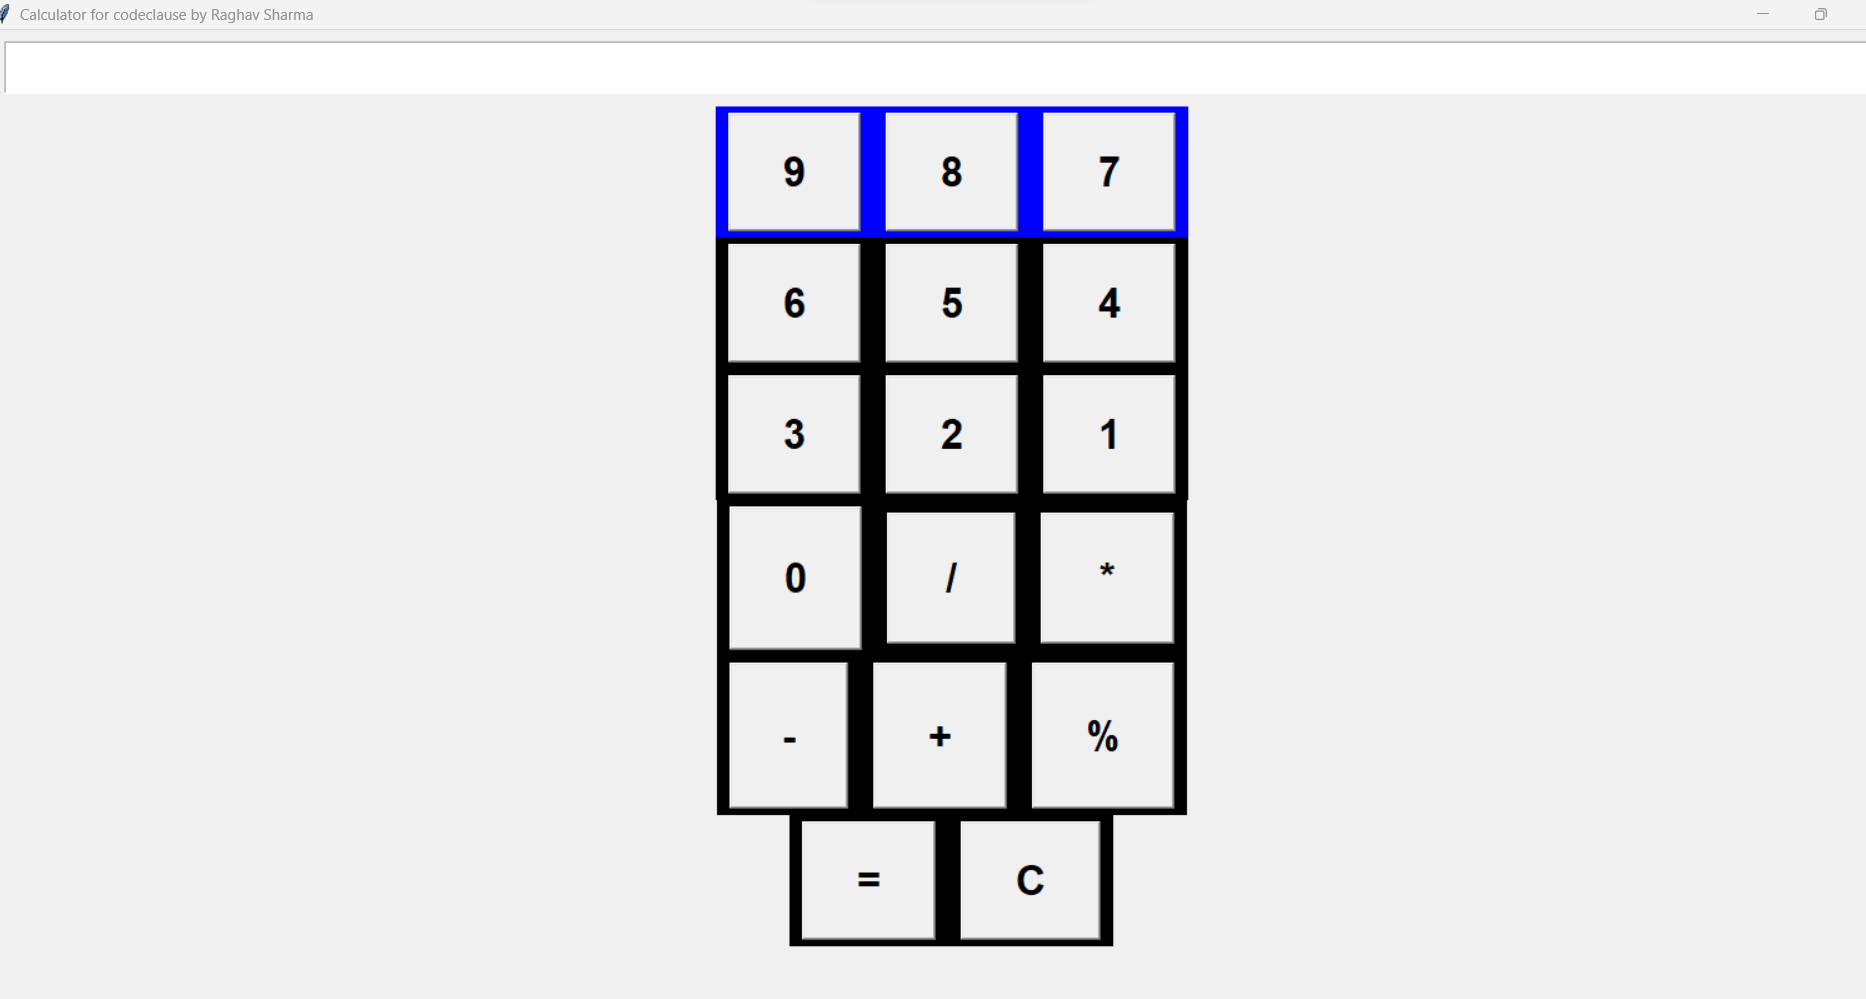 Calculator for codeclause by Raghav Sharma
9 8 7
6 5 4
3 2 1
0 / *
- + %
= C